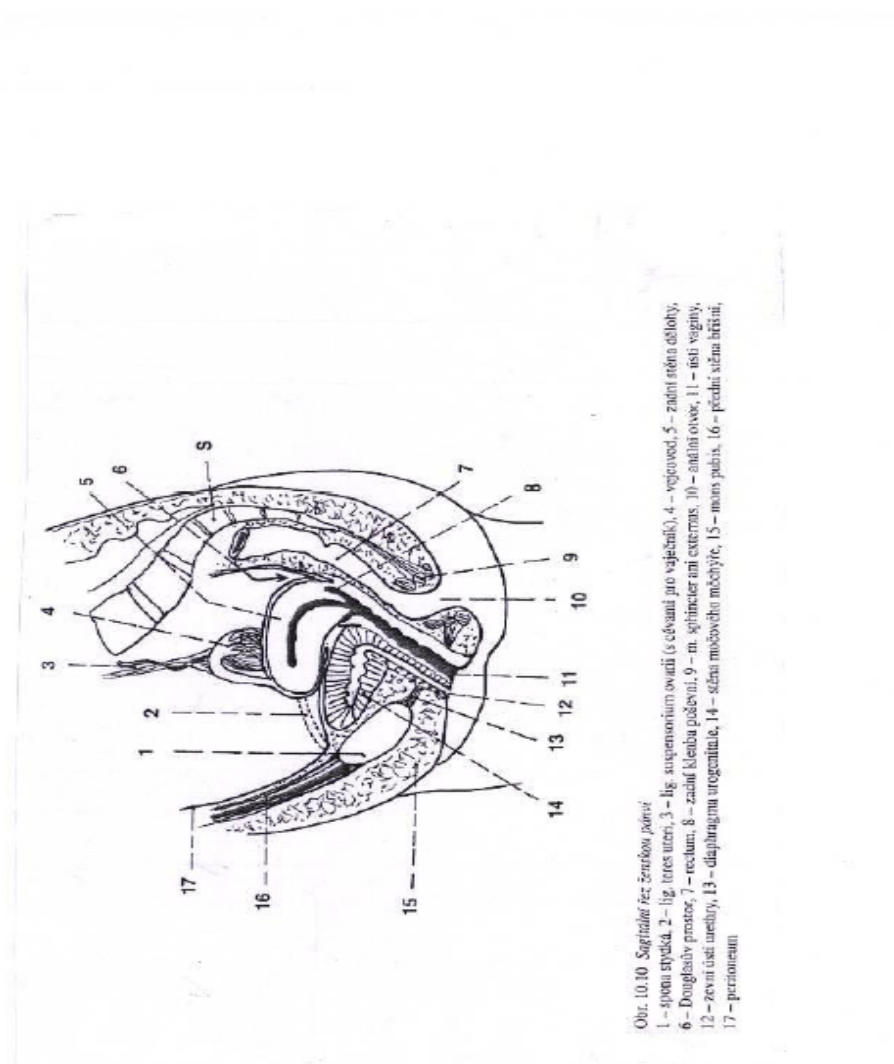 5
6
S
4
3
2
1
7
8
9
10
11
12
13
14
17
16
15
Obr. 10.10 Sagitální řez ženskou pánví
1 – spona stydká, 2 – lig. teres uteri, 3 – lig. suspensorium ovarii (s cévami pro vaječník), 4 – vejcovod, 5 – zadní stěna dělohy,
6 – Douglasův prostor, 7 – rectum, 8 – zadní klenba poševní, 9 – m. sphincter ani externus, 10 – anální otvor, 11 – ústí vaginy,
12 – zevní ústí urethry, 13 – diaphragma urogenitale, 14 – stěna močového měchýře, 15 – mons pubis, 16 – přední stěna břišní,
17 – peritoneum